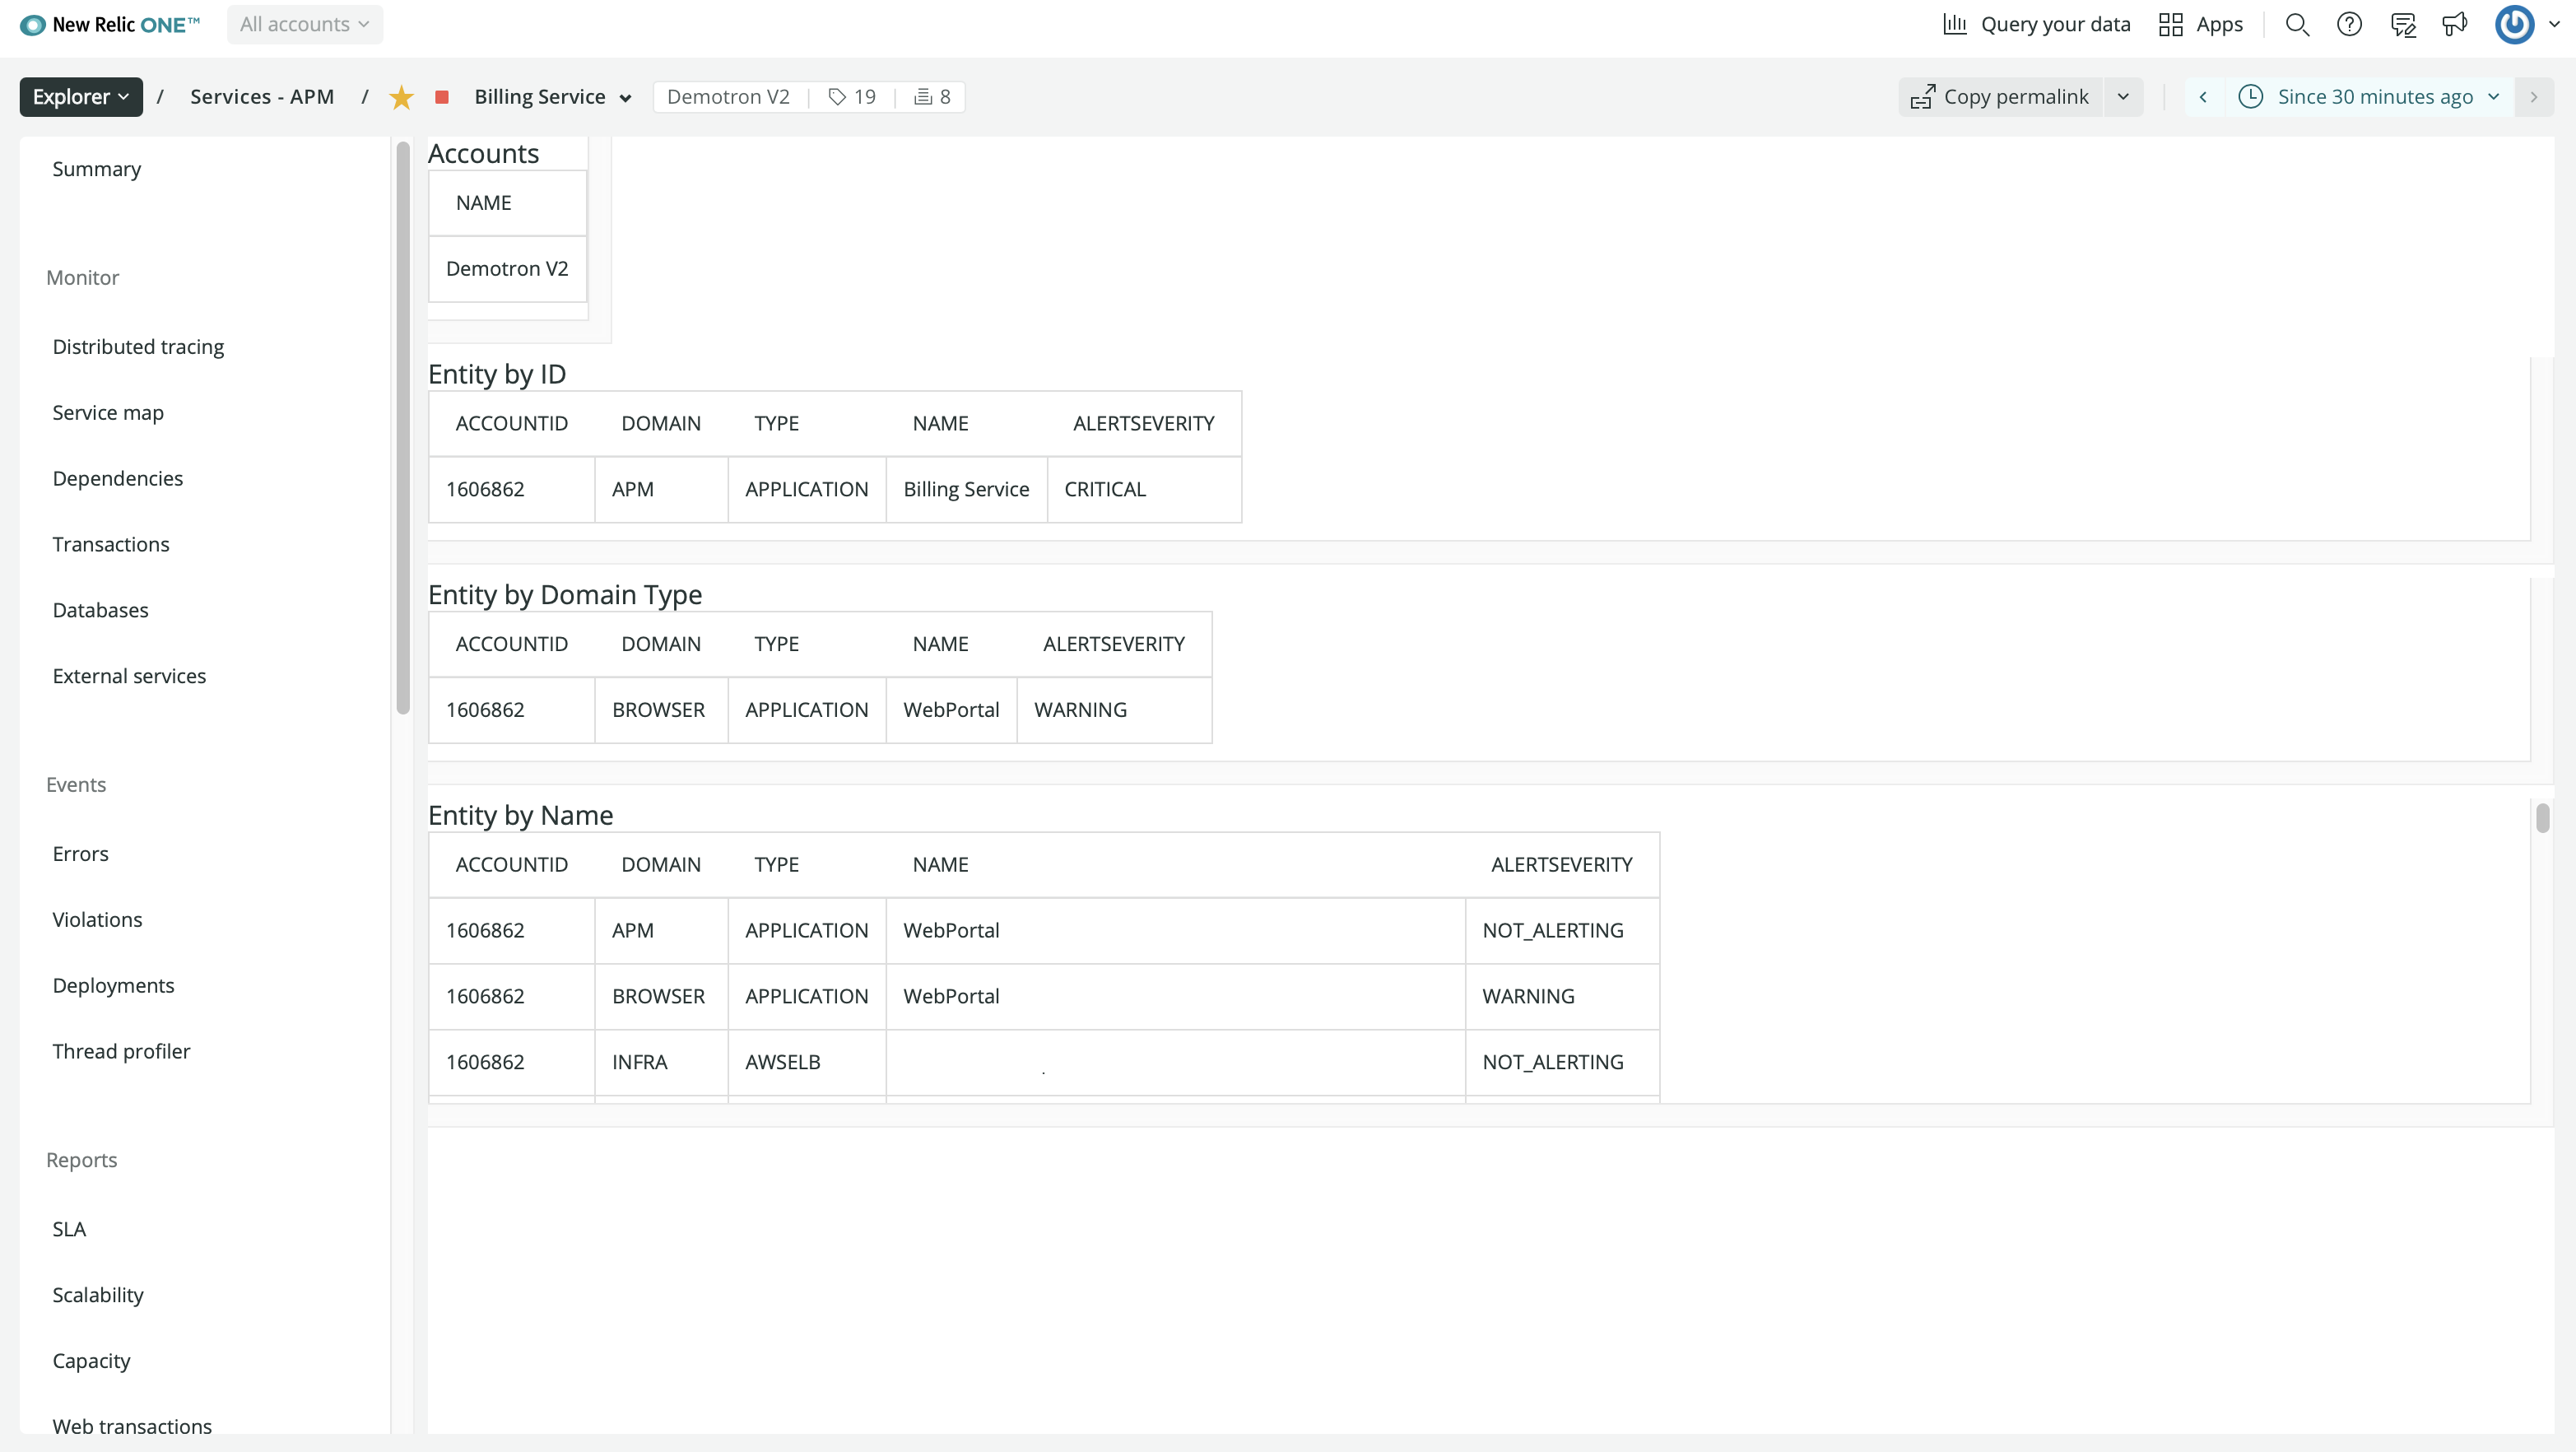 New Relic ONE™ All accounts Query your data Apps
Explorer / Services - APM / Billing Service Demotron V2 19 8 Copy permalink Since 30 minutes ago
Summary
Monitor
Distributed tracing
Service map
Dependencies
Transactions
Databases
External services
Events
Errors
Violations
Deployments
Thread profiler
Reports
SLA
Scalability
Capacity
Web transactions
Accounts
NAME
Demotron V2
Entity by ID
ACCOUNTID DOMAIN TYPE NAME ALERTSEVERITY
1606862 APM APPLICATION Billing Service CRITICAL
Entity by Domain Type
ACCOUNTID DOMAIN TYPE NAME ALERTSEVERITY
1606862 BROWSER APPLICATION WebPortal WARNING
Entity by Name
ACCOUNTID DOMAIN TYPE NAME ALERTSEVERITY
1606862 APM APPLICATION WebPortal NOT_ALERTING
1606862 BROWSER APPLICATION WebPortal WARNING
1606862 INFRA AWSELB NOT_ALERTING